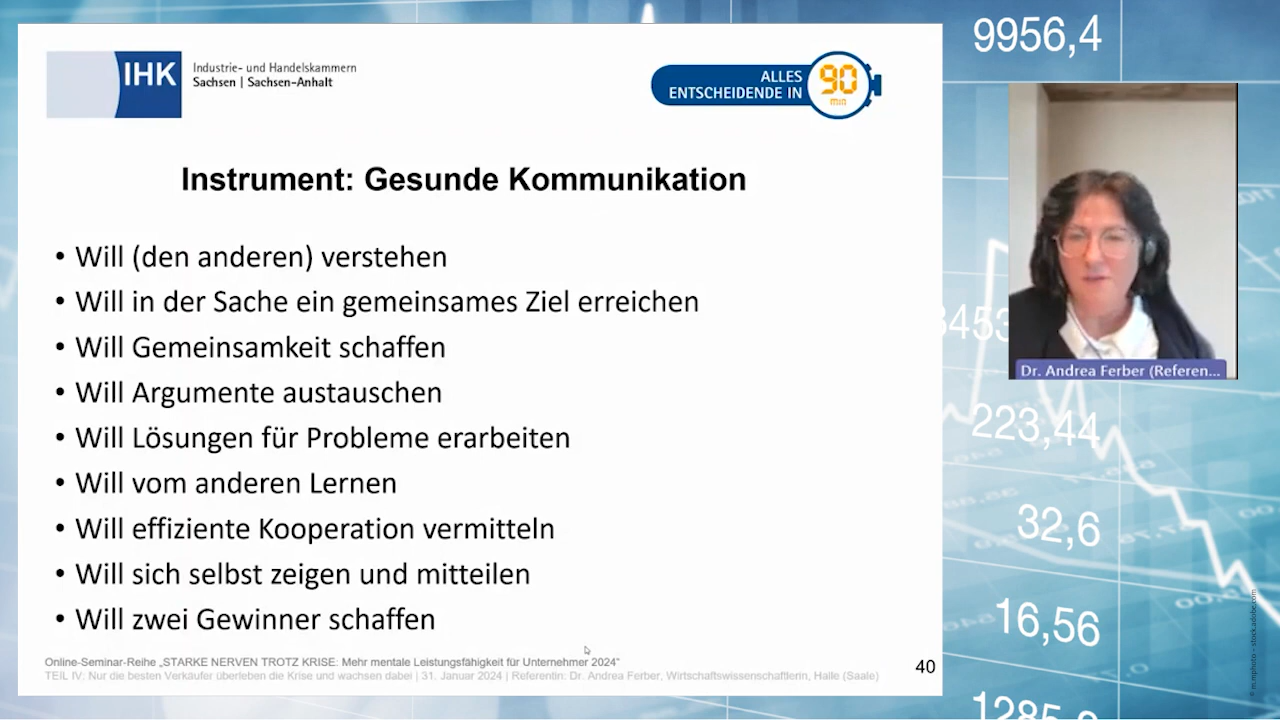 IHK
Industrie- und Handelskammern
Sachsen | Sachsen-Anhalt
ALLES
ENTSCHEIDENDE IN
90
min
Instrument: Gesunde Kommunikation
• Will (den anderen) verstehen
• Will in der Sache ein gemeinsames Ziel erreichen
• Will Gemeinsamkeit schaffen
• Will Argumente austauschen
• Will Lösungen für Probleme erarbeiten
• Will vom anderen Lernen
• Will effiziente Kooperation vermitteln
• Will sich selbst zeigen und mitteilen
• Will zwei Gewinner schaffen
Online-Seminar-Reihe „STARKE NERVEN TROTZ KRISE: Mehr mentale Leistungsfähigkeit für Unternehmer 2024“
TEIL IV: Nur die besten Verkäufer überleben die Krise und wachsen dabei | 31. Januar 2024 | Referentin: Dr. Andrea Ferber, Wirtschaftswissenschaftlerin, Halle (Saale)
40
9956,4
Dr. Andrea Ferber (Referen...
223,44
32,6
16,56
© m.mphoto - stock.adobe.com